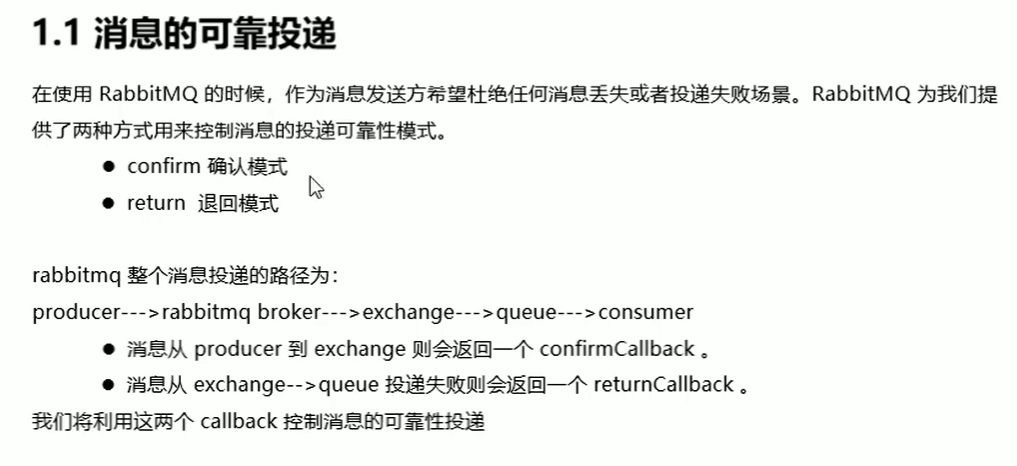 1.1 消息的可靠投递
在使用 RabbitMQ 的时候，作为消息发送方希望杜绝任何消息丢失或者投递失败场景。RabbitMQ 为我们提
供了两种方式用来控制消息的投递可靠性模式。
● confirm 确认模式
● return 退回模式
rabbitmq 整个消息投递的路径为：
producer--->rabbitmq broker--->exchange--->queue--->consumer
● 消息从 producer 到 exchange 则会返回一个 confirmCallback 。
● 消息从 exchange-->queue 投递失败则会返回一个 returnCallback 。
我们将利用这两个 callback 控制消息的可靠性投递